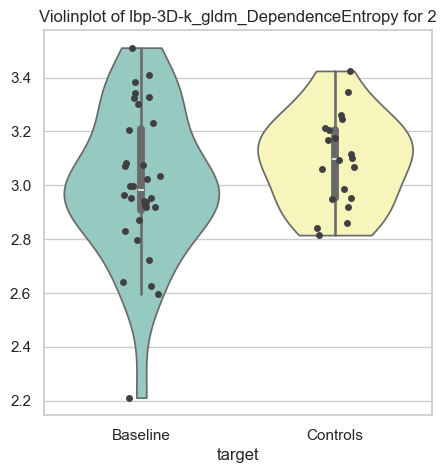 Violinplot of lbp-3D-k_gldm_DependenceEntropy for 2
3.4
3.2
3.0
2.8
2.6
2.4
2.2
Baseline
Controls
target